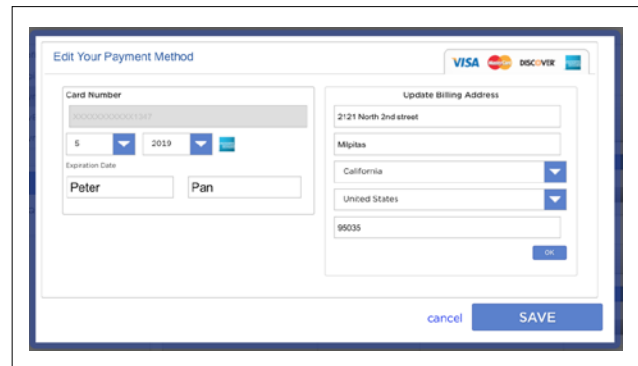 Edit Your Payment Method
VISA MasterCard DISCOVER
Card Number
Update Billing Address
2121 North 2nd street
5 2019
Milpitas
Expiration Date
California
Peter Pan
United States
95035
OK
cancel SAVE